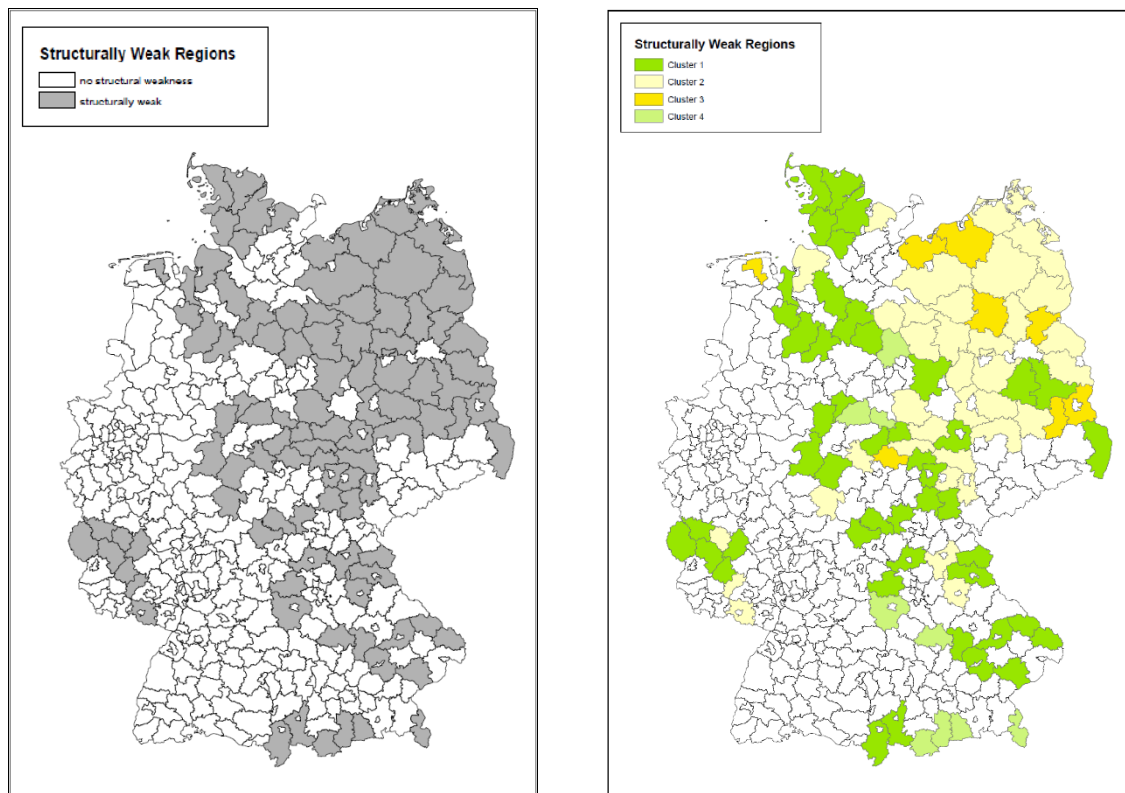 Structurally Weak Regions
no structural weakness
structurally weak
Structurally Weak Regions
Cluster 1
Cluster 2
Cluster 3
Cluster 4